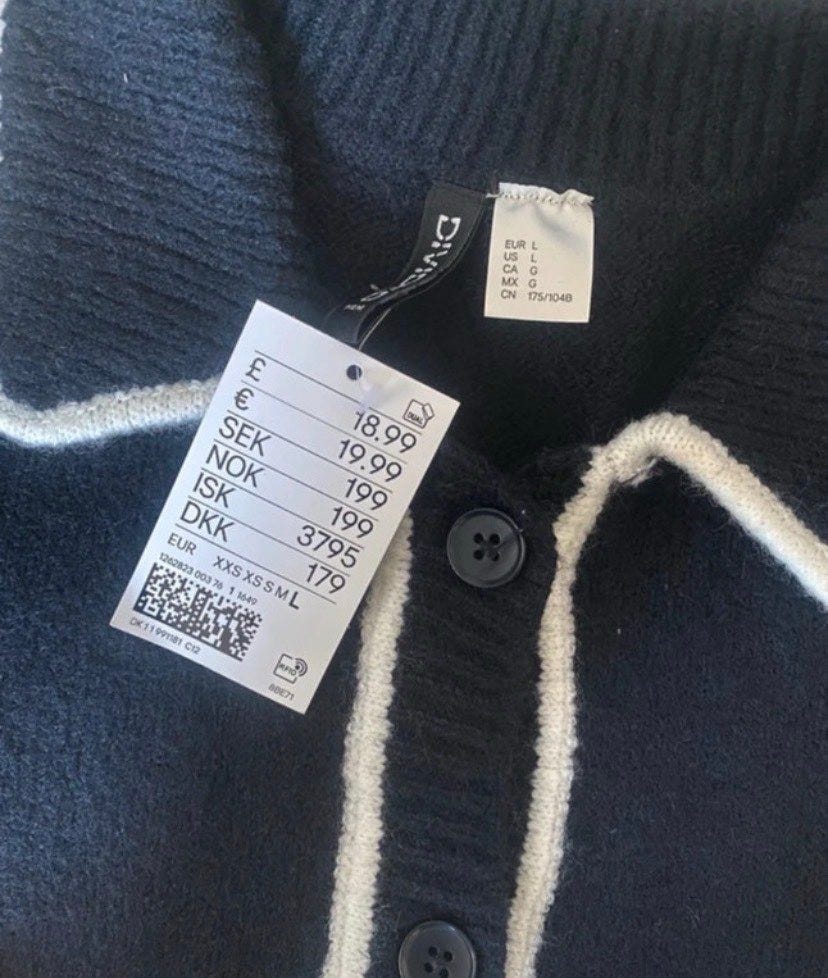 EUR L
US L
CA G
MX G
CN 175/104B
DUAL
£ 18.99
€ 19.99
SEK 199
NOK 199
ISK 3795
DKK 179
EUR XXS XS S M L
1262823 003 76 1 1649
DK 1 1 991181 C12
RFID
8BE71